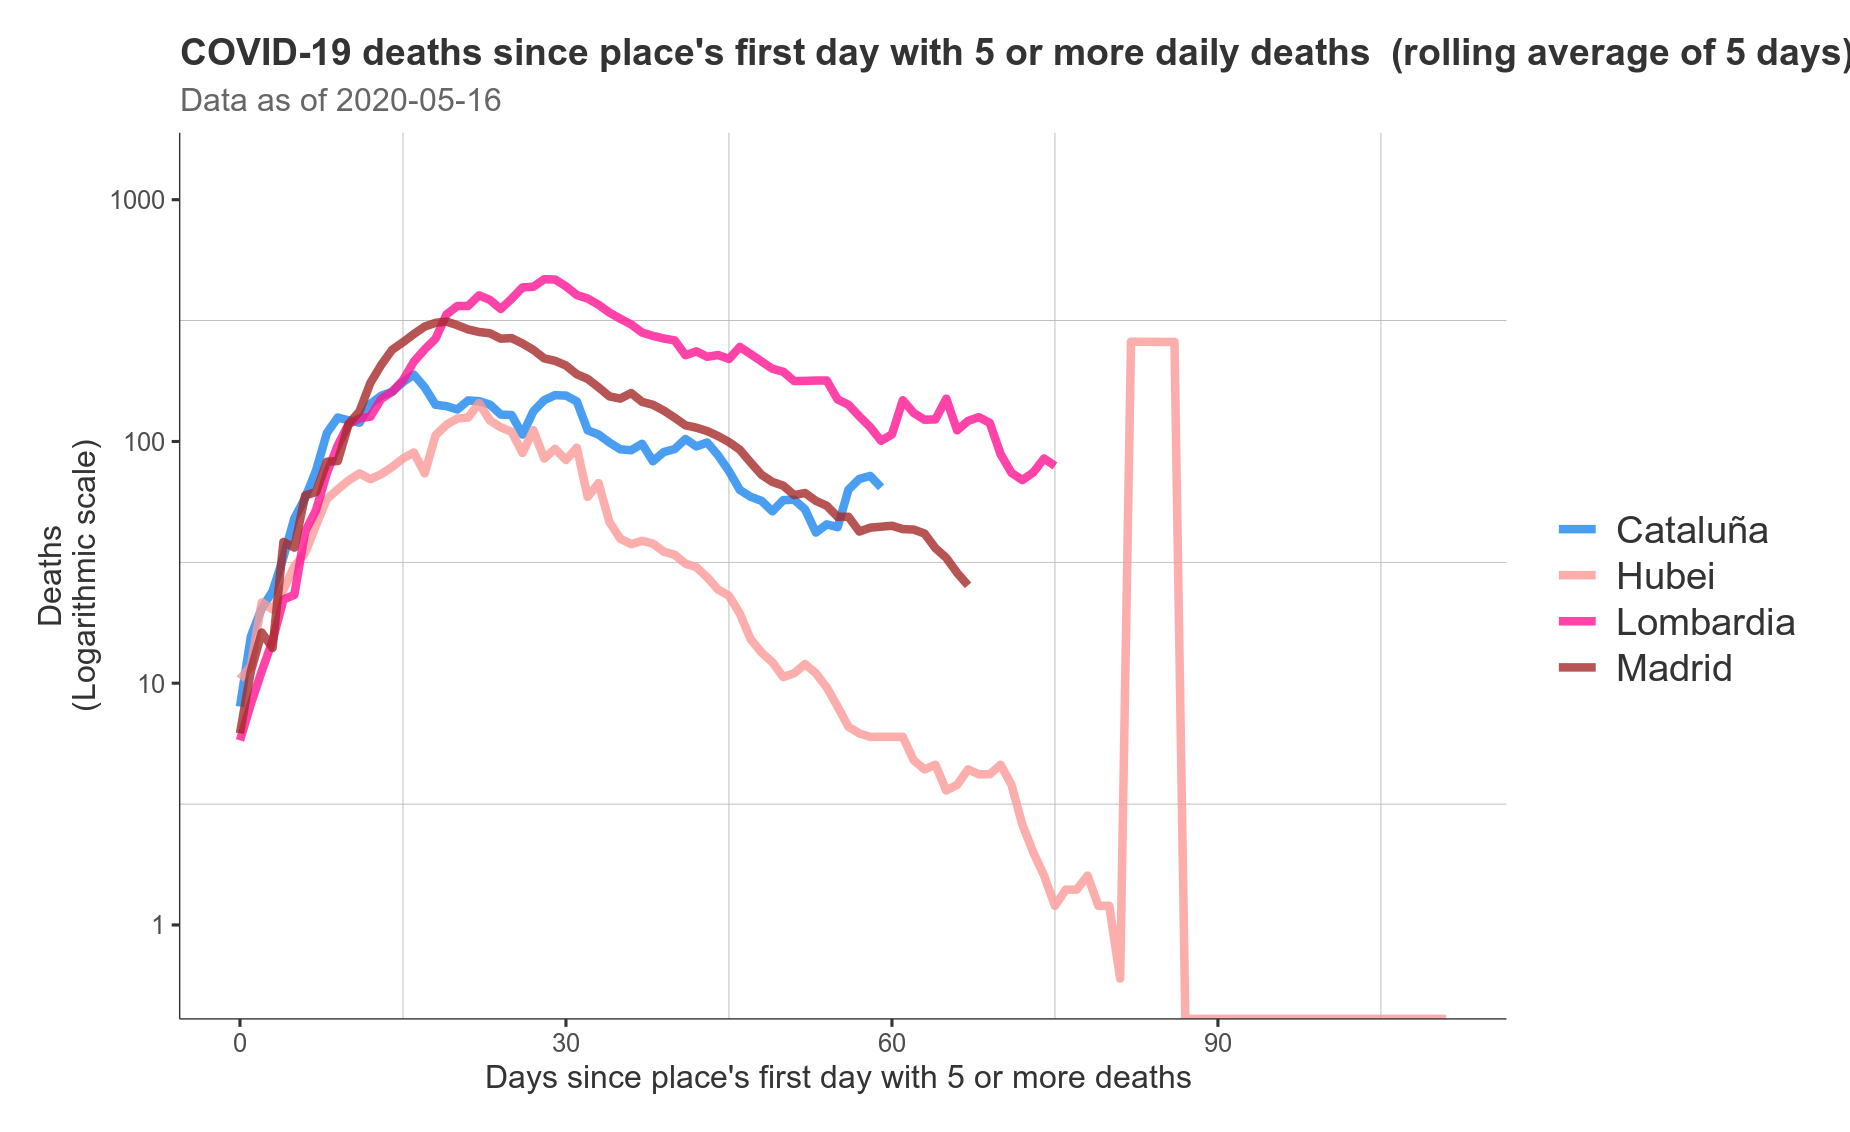 COVID-19 deaths since place's first day with 5 or more daily deaths  (rolling average of 5 days)
Data as of 2020-05-16
1000
100
10
1
Deaths
(Logarithmic scale)
0
30
60
90
Days since place's first day with 5 or more deaths
Cataluña
Hubei
Lombardia
Madrid